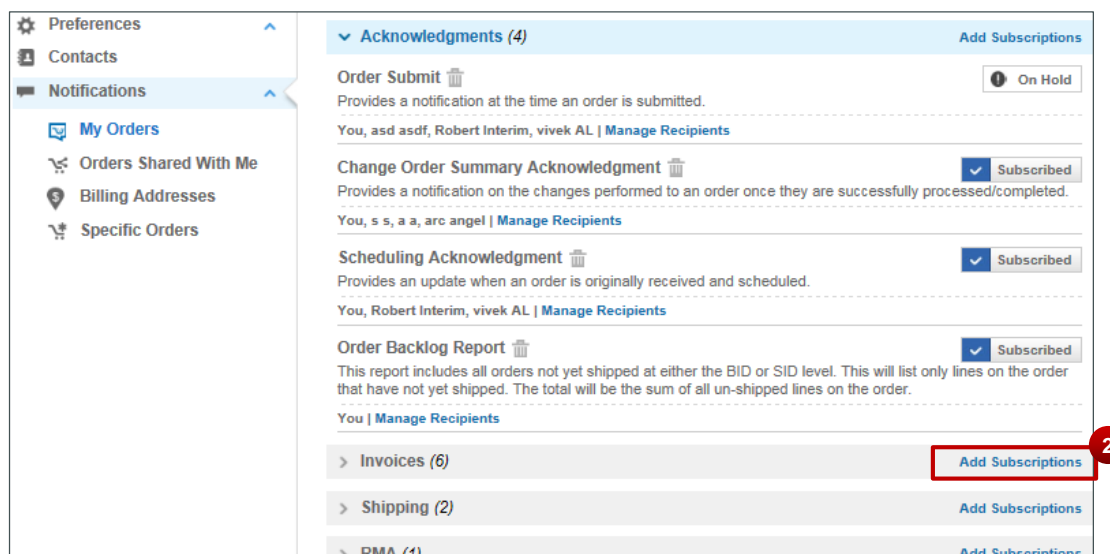 Preferences
Contacts
Notifications
My Orders
Orders Shared With Me
Billing Addresses
Specific Orders
Acknowledgments (4) Add Subscriptions
Order Submit On Hold
Provides a notification at the time an order is submitted.
You, asd asdf, Robert Interim, vivek AL | Manage Recipients
Change Order Summary Acknowledgment Subscribed
Provides a notification on the changes performed to an order once they are successfully processed/completed.
You, s s, a a, arc angel | Manage Recipients
Scheduling Acknowledgment Subscribed
Provides an update when an order is originally received and scheduled.
You, Robert Interim, vivek AL | Manage Recipients
Order Backlog Report Subscribed
This report includes all orders not yet shipped at either the BID or SID level. This will list only lines on the order
that have not yet shipped. The total will be the sum of all un-shipped lines on the order.
You | Manage Recipients
Invoices (6) Add Subscriptions 2
Shipping (2) Add Subscriptions
RMA (1) Add Subscriptions